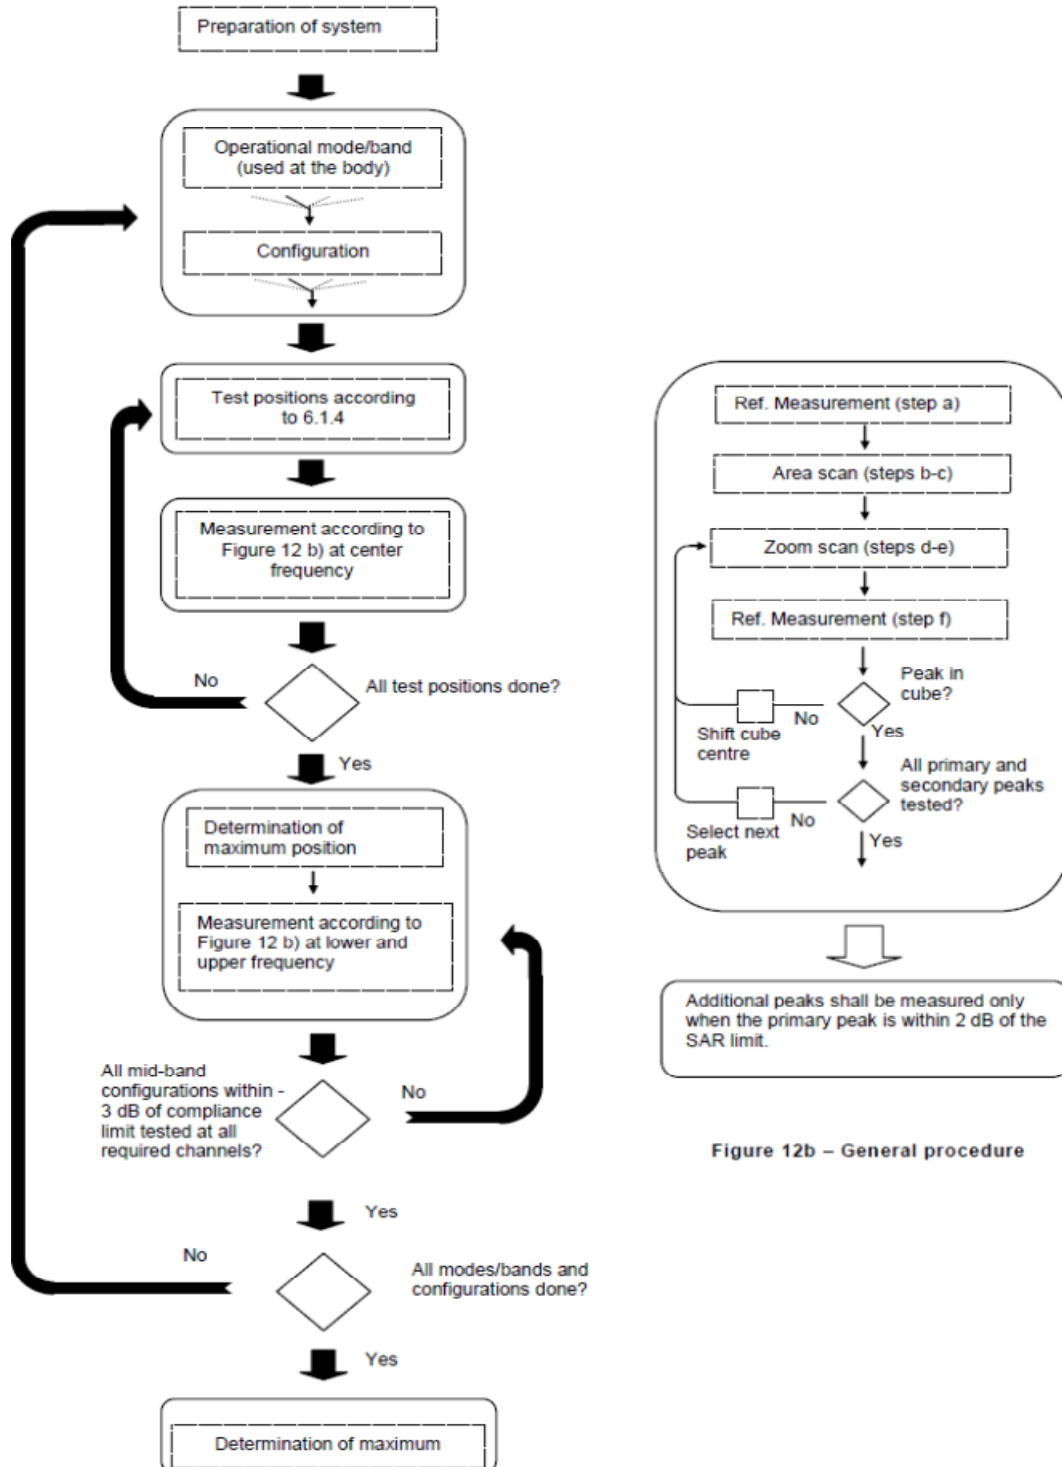 Preparation of system
Operational mode/band
(used at the body)
Configuration
Test positions according
to 6.1.4
Measurement according to
Figure 12 b) at center
frequency
No
All test positions done?
Yes
Determination of
maximum position
Measurement according to
Figure 12 b) at lower and
upper frequency
All mid-band
configurations within -
3 dB of compliance
limit tested at all
required channels?
No
Yes
No
All modes/bands and
configurations done?
Yes
Determination of maximum
Ref. Measurement (step a)
Area scan (steps b-c)
Zoom scan (steps d-e)
Ref. Measurement (step f)
Peak in
cube?
No
Shift cube
centre
Yes
All primary and
secondary peaks
tested?
No
Select next
peak
Yes
Additional peaks shall be measured only
when the primary peak is within 2 dB of the
SAR limit.
Figure 12b – General procedure